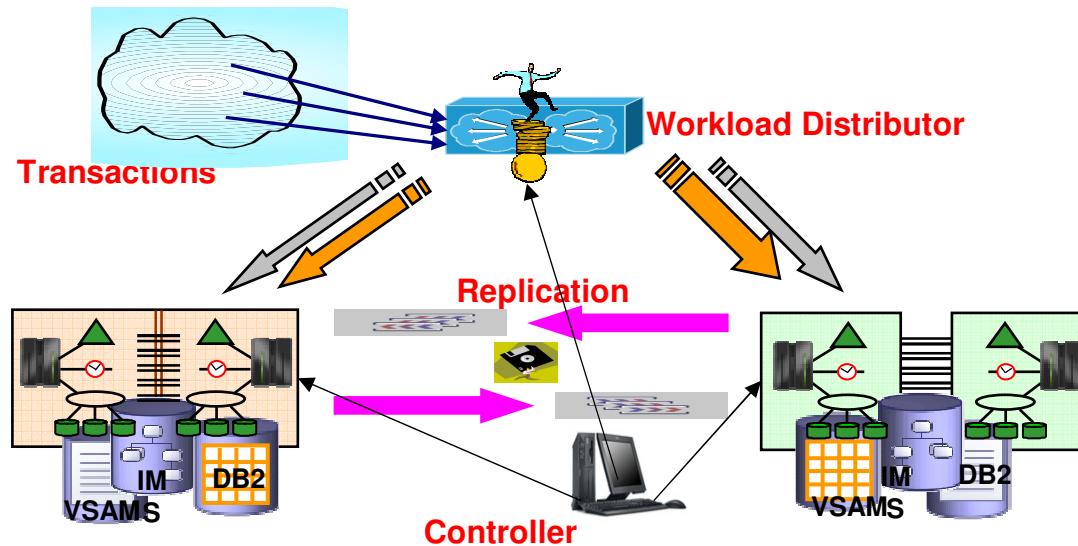 Workload Distributor
Transactions
Replication
IM
DB2
VSAMS
IM
DB2
VSAMS
Controller